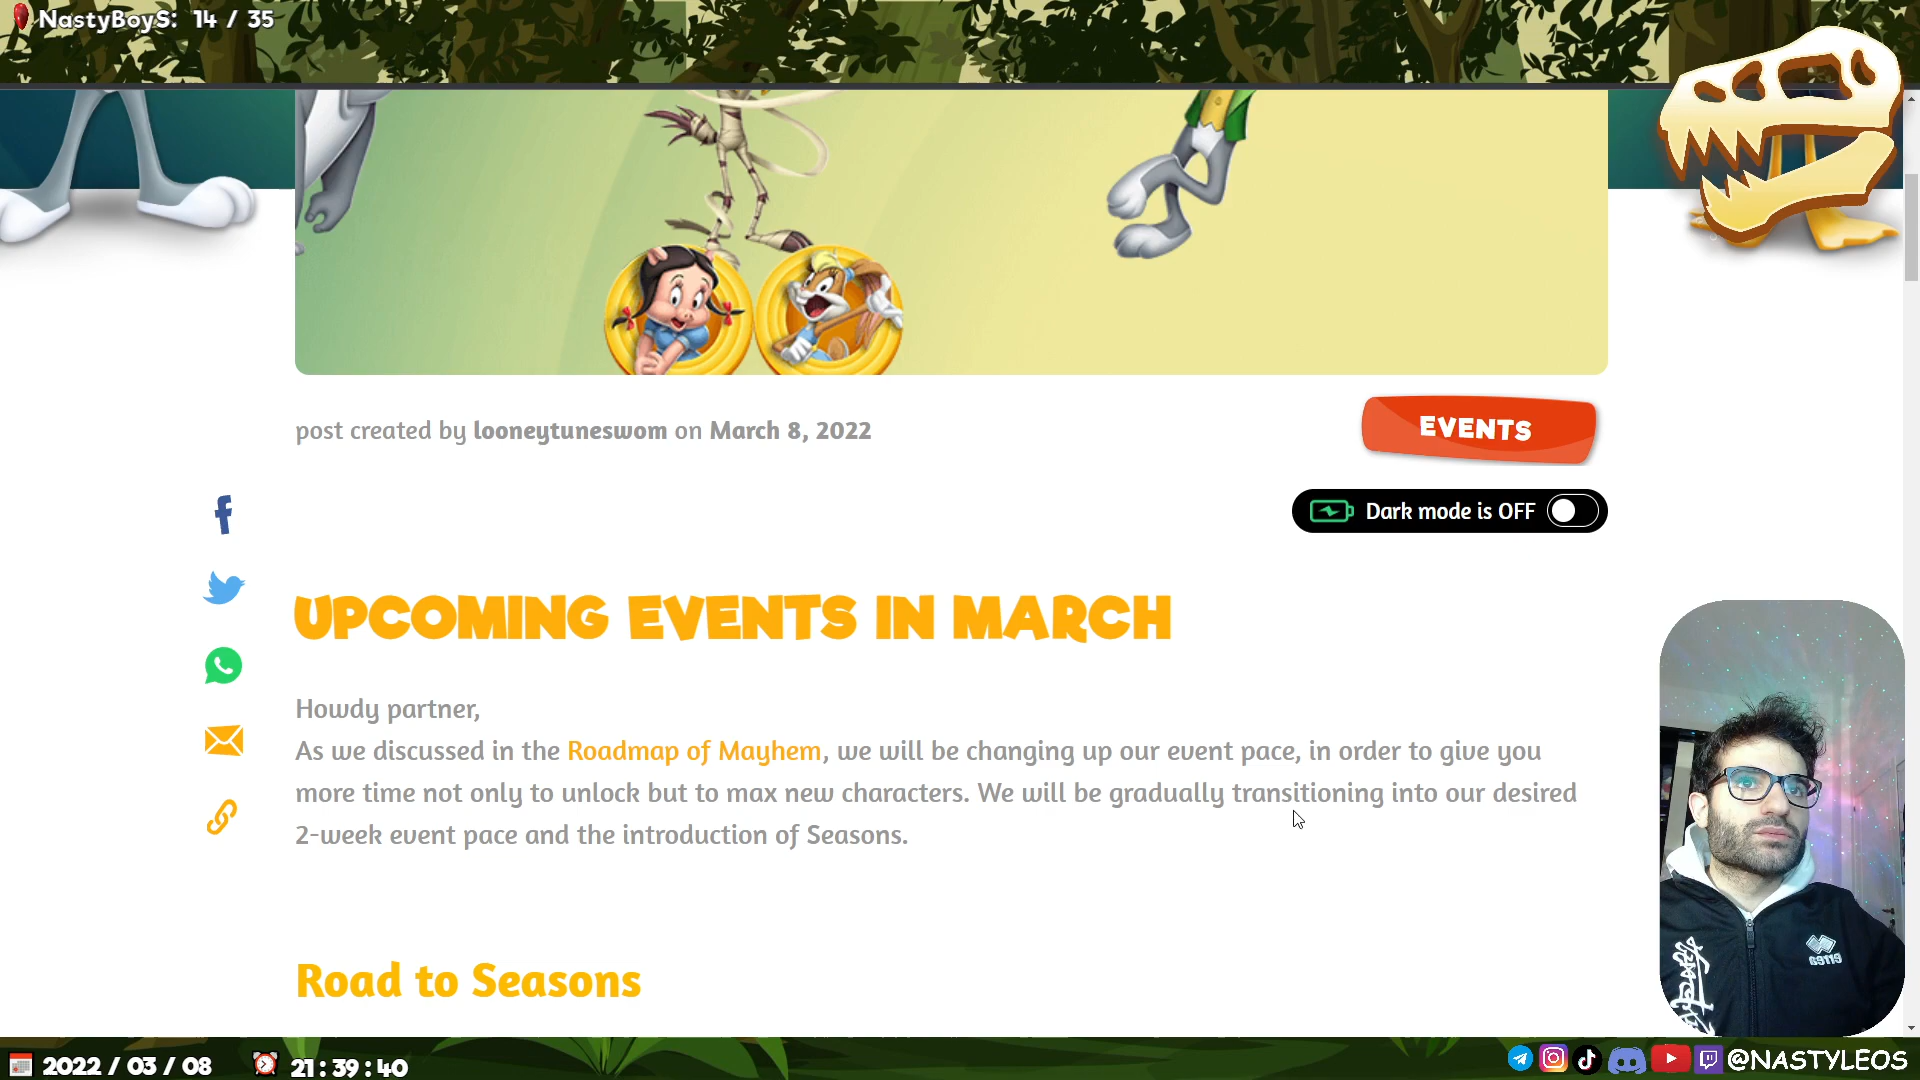 NastyBoyS: 14 / 35
post created by looneytuneswom on March 8, 2022
EVENTS
Dark mode is OFF
UPCOMING EVENTS IN MARCH
Howdy partner,
As we discussed in the Roadmap of Mayhem, we will be changing up our event pace, in order to give you
more time not only to unlock but to max new characters. We will be gradually transitioning into our desired
2-week event pace and the introduction of Seasons.
Road to Seasons
errea
2022 / 03 / 08
21:39:40
@NASTYLEOS